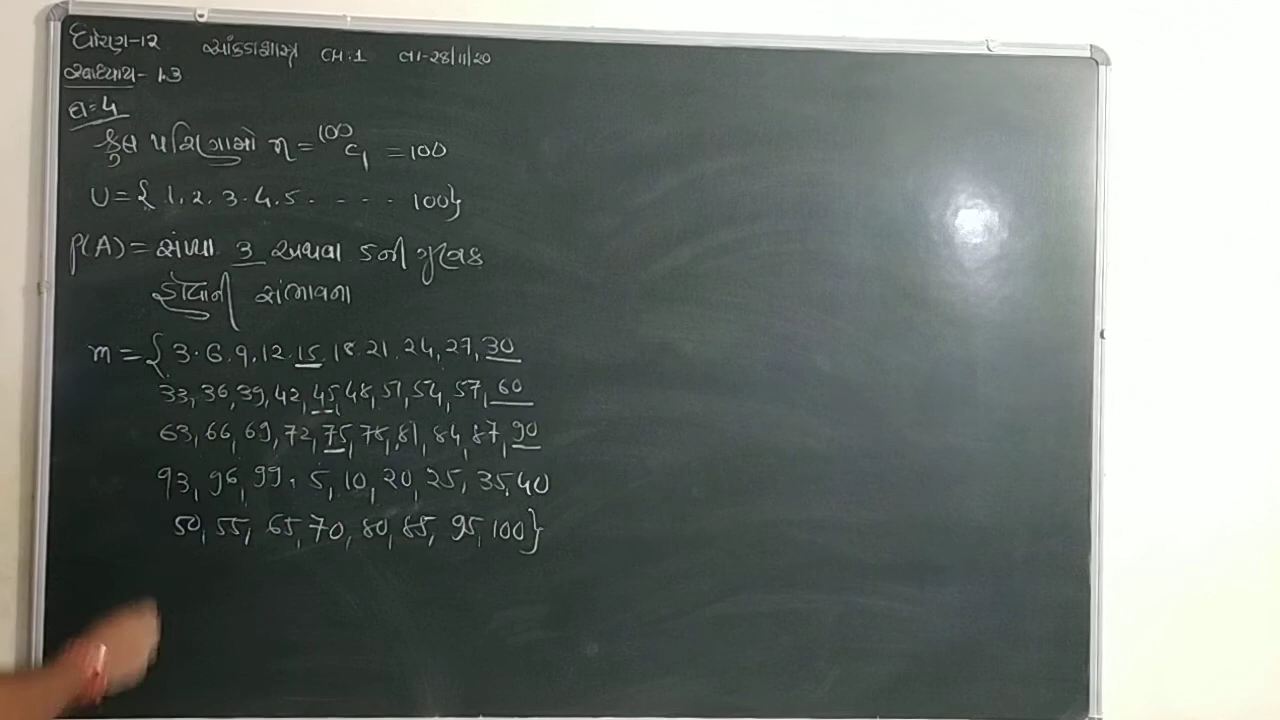 ધોરણ-12 આંકડાશાસ્ત્ર CH:1 તા-28/11/20
સ્વાધ્યાય-1.3
દા=4
કુલ પરિણામો n = ¹⁰⁰C₁ = 100
U = { 1, 2, 3, 4, 5 . - - - - 100}
P(A) = સંખ્યા 3 અથવા 5ની ગુણક
હોવાની સંભાવના
m = { 3, 6, 9, 12, 15, 18, 21, 24, 27, 30
33, 36, 39, 42, 45, 48, 51, 54, 57, 60
63, 66, 69, 72, 75, 78, 81, 84, 87, 90
93, 96, 99, 5, 10, 20, 25, 35, 40
50, 55, 65, 70, 80, 85, 95, 100}